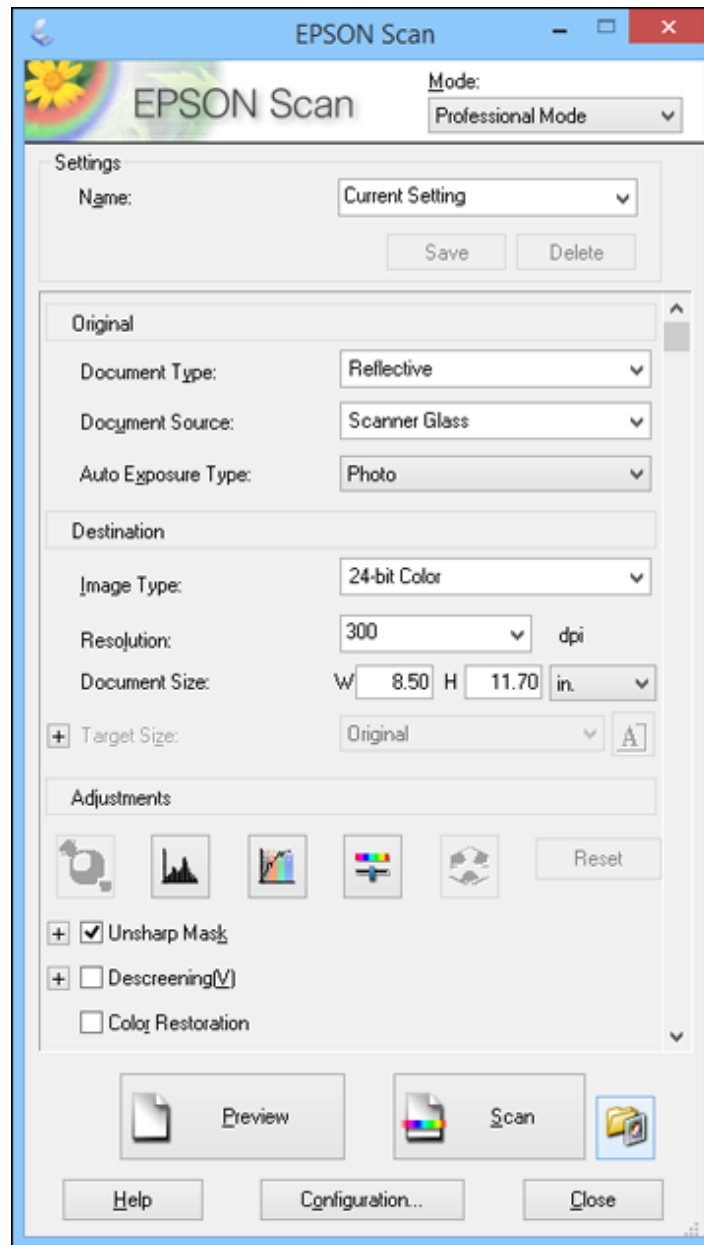 EPSON Scan
EPSON Scan
Mode:
Professional Mode
Settings
Name: Current Setting
Save Delete
Original
Document Type: Reflective
Document Source: Scanner Glass
Auto Exposure Type: Photo
Destination
Image Type: 24-bit Color
Resolution: 300 dpi
Document Size: W 8.50 H 11.70 in.
Target Size: Original A
Adjustments
Reset
Unsharp Mask
Descreening(V)
Color Restoration
Preview Scan
Help Configuration... Close